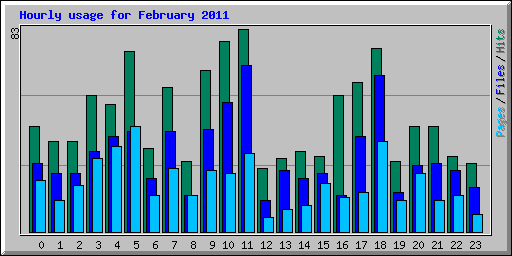 Hourly usage for February 2011
83
Pages / Files / Hits
0 1 2 3 4 5 6 7 8 9 10 11 12 13 14 15 16 17 18 19 20 21 22 23